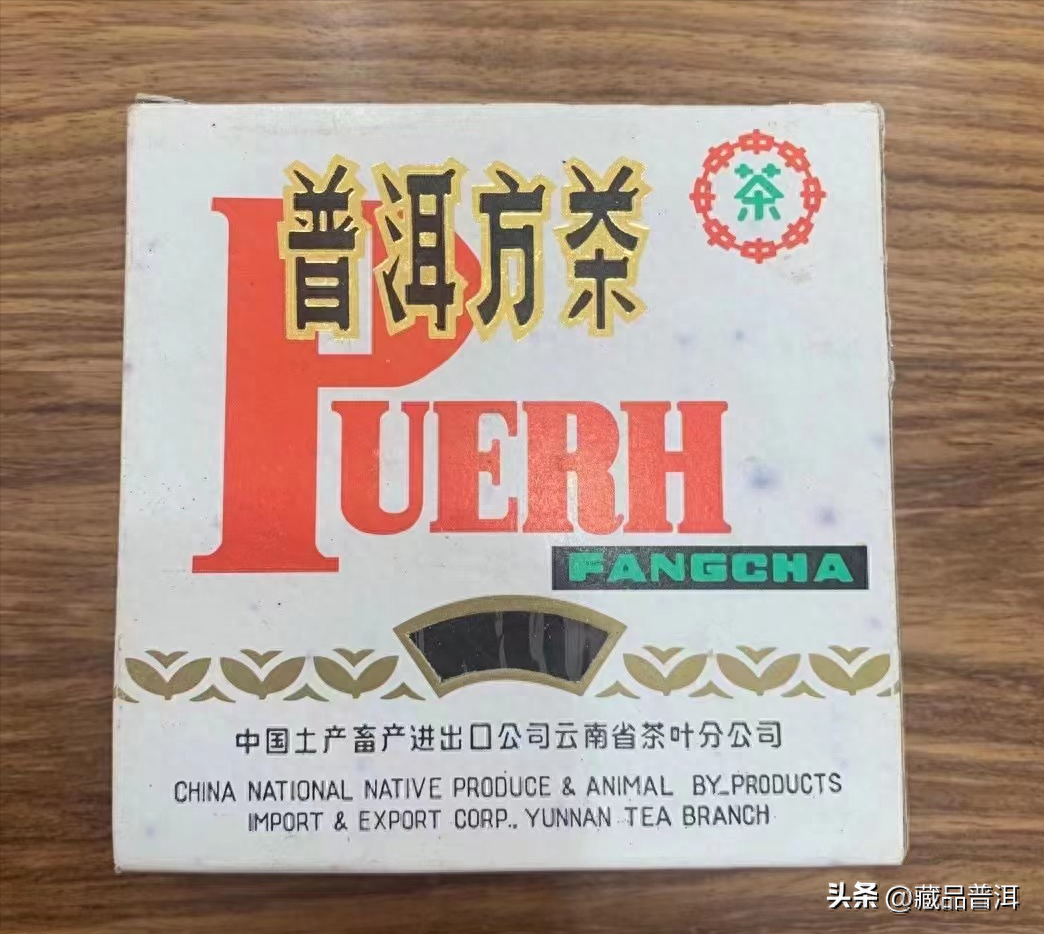 普洱方茶
茶
PUERH
FANGCHA
中国土产畜产进出口公司云南省茶叶分公司
CHINA NATIONAL NATIVE PRODUCE & ANIMAL BY-PRODUCTS
IMPORT & EXPORT CORP., YUNNAN TEA BRANCH
头条 @藏品普洱